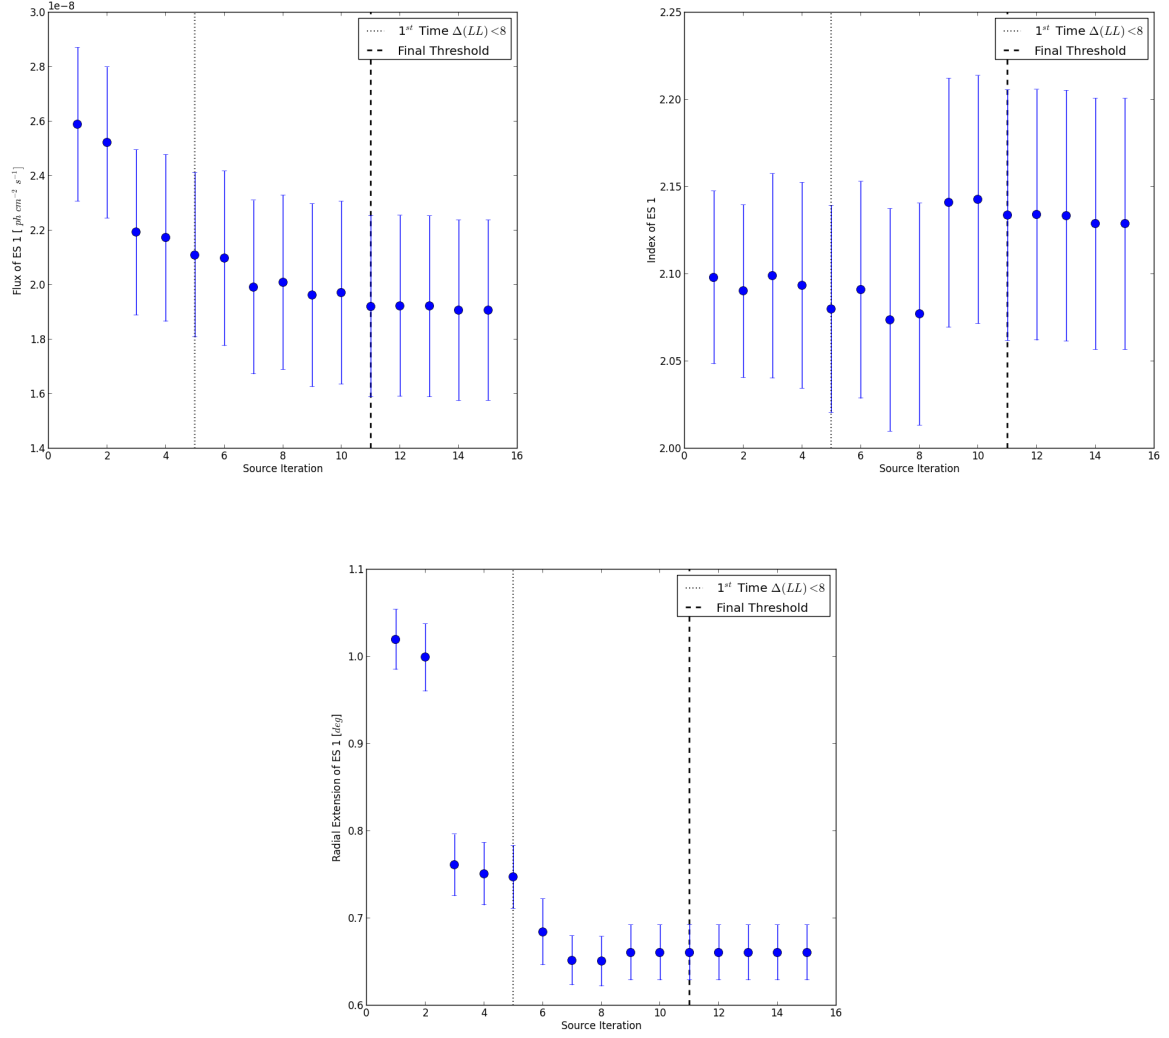 1e−8
3.0
2.8
2.6
2.4
2.2
2.0
1.8
1.6
1.4
0 2 4 6 8 10 12 14 16
Source Iteration
Flux of ES 1 [ ph cm⁻² s⁻¹]
1ˢᵗ Time Δ(LL) <8
Final Threshold
2.25
2.20
2.15
2.10
2.05
2.00
0 2 4 6 8 10 12 14 16
Source Iteration
Index of ES 1
1ˢᵗ Time Δ(LL) <8
Final Threshold
1.1
1.0
0.9
0.8
0.7
0.6
0 2 4 6 8 10 12 14 16
Source Iteration
Radial Extension of ES 1 [deg]
1ˢᵗ Time Δ(LL) <8
Final Threshold